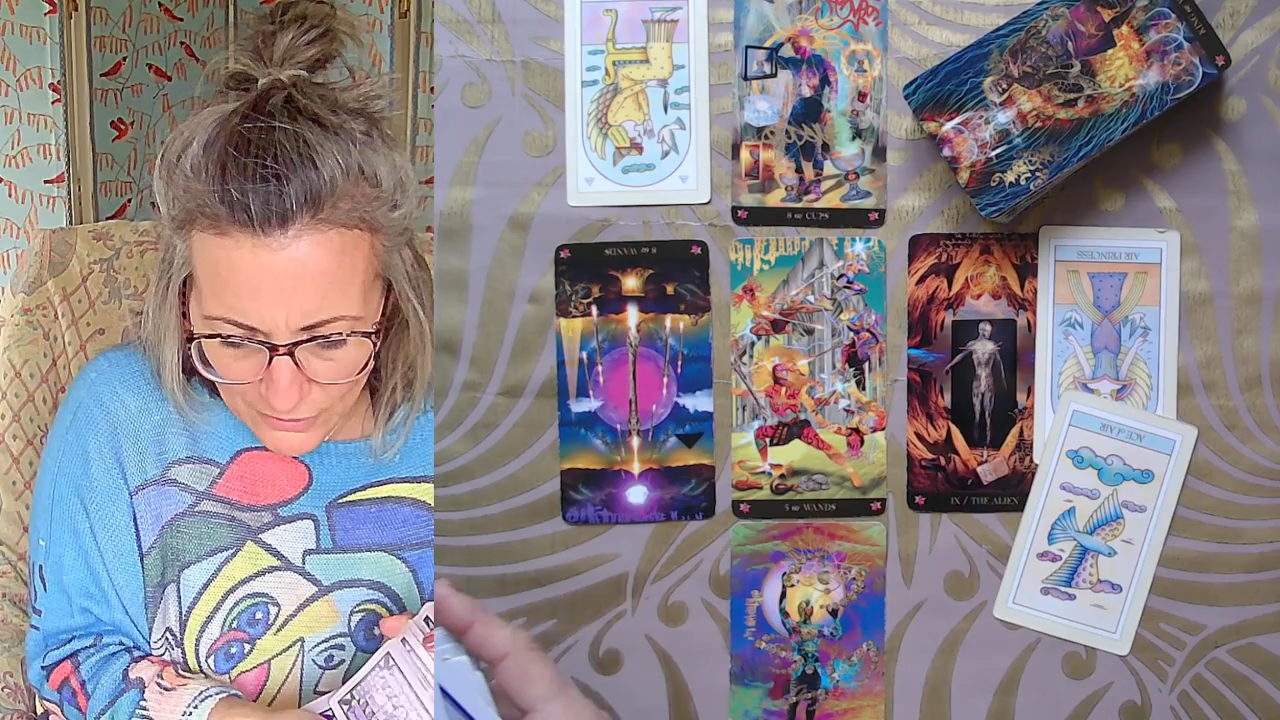 8 OF CUPS
8 OF WANDS
5 OF WANDS
IX / THE ALIEN
AIR PRINCESS
ACE of AIR